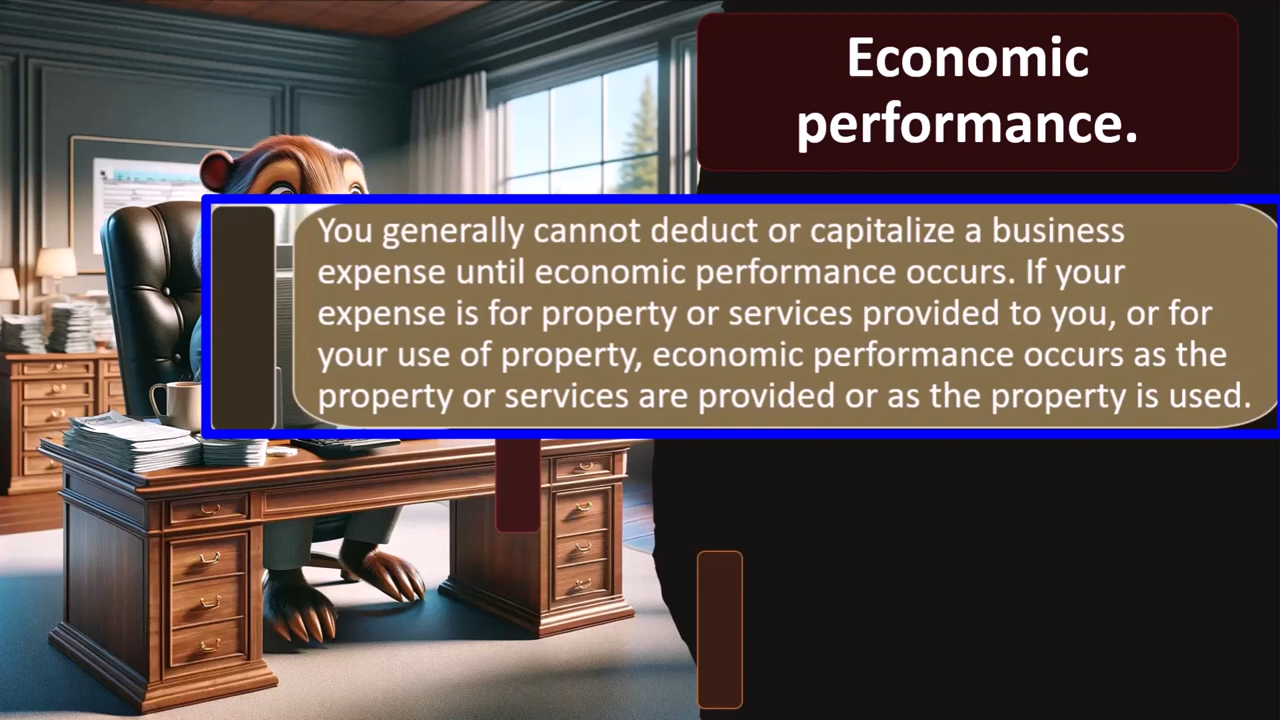 Economic
performance.
You generally cannot deduct or capitalize a business
expense until economic performance occurs. If your
expense is for property or services provided to you, or for
your use of property, economic performance occurs as the
property or services are provided or as the property is used.